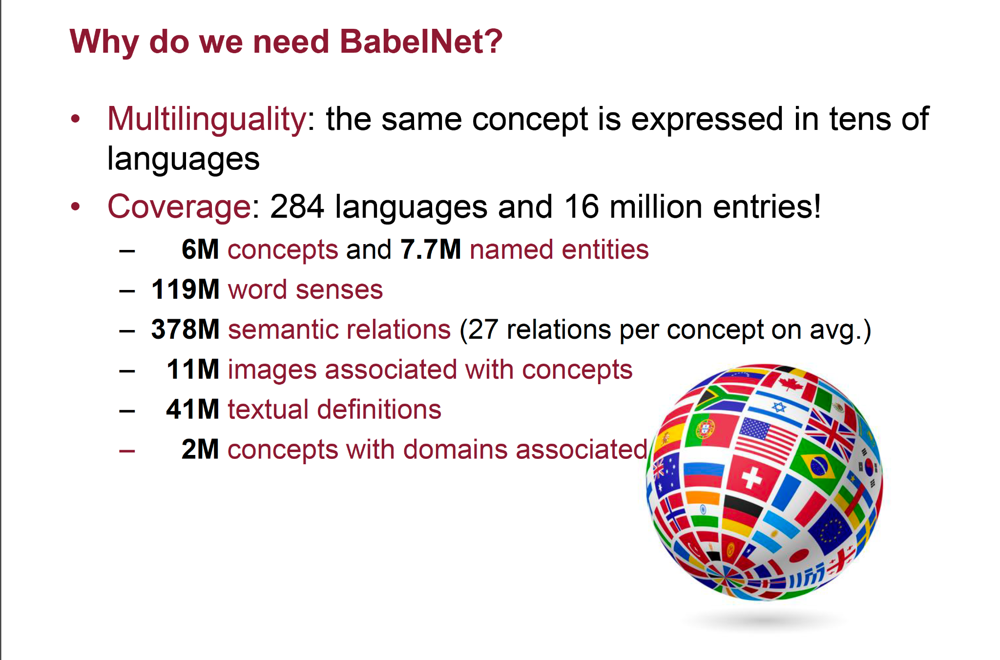 Why do we need BabelNet?
• Multilinguality: the same concept is expressed in tens of
languages
• Coverage: 284 languages and 16 million entries!
– 6M concepts and 7.7M named entities
– 119M word senses
– 378M semantic relations (27 relations per concept on avg.)
– 11M images associated with concepts
– 41M textual definitions
– 2M concepts with domains associated